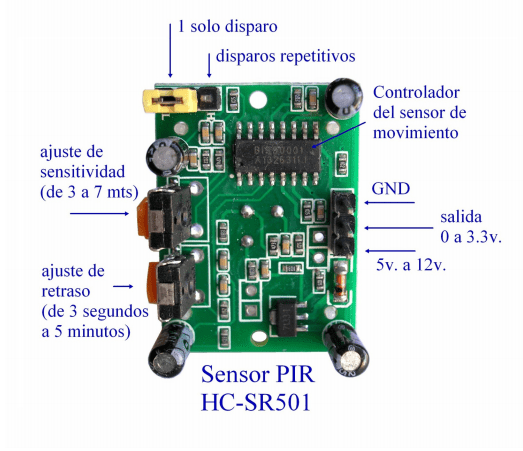 1 solo disparo
disparos repetitivos
Controlador
del sensor de
movimiento
ajuste de
sensitividad
(de 3 a 7 mts)
L
H
BISS0001
GND
salida
0 a 3.3v.
5v. a 12v.
ajuste de
retraso
(de 3 segundos
a 5 minutos)
Sensor PIR
HC-SR501